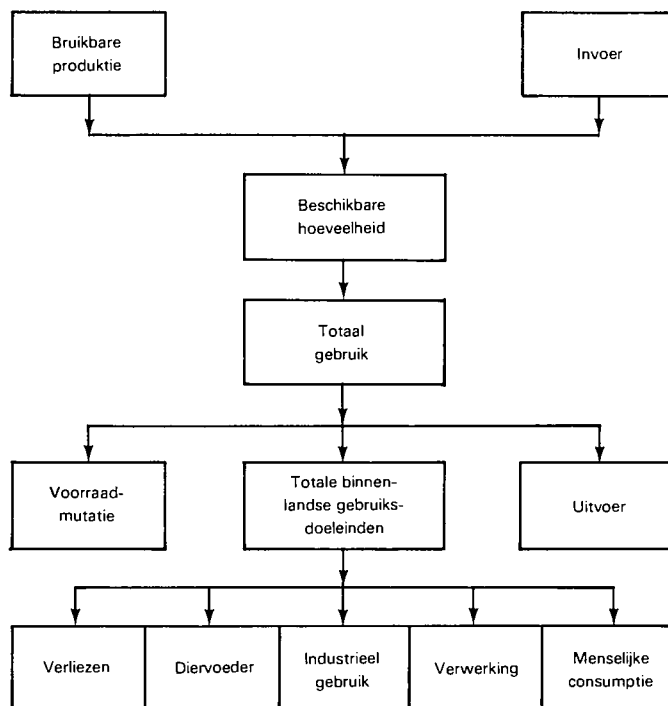 Bruikbare
produktie
Invoer
Beschikbare
hoeveelheid
Totaal
gebruik
Voorraad-
mutatie
Totale binnen-
landse gebruiks-
doeleinden
Uitvoer
Verliezen
Diervoeder
Industrieel
gebruik
Verwerking
Menselijke
consumptie